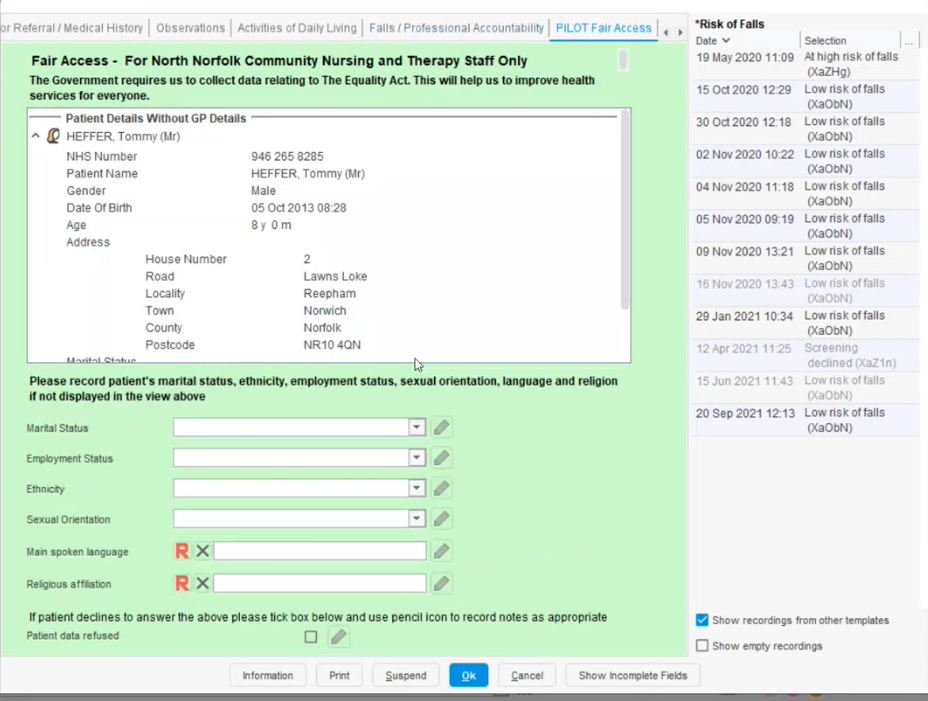 or Referral / Medical History
Observations
Activities of Daily Living
Falls / Professional Accountability
PILOT Fair Access
Fair Access - For North Norfolk Community Nursing and Therapy Staff Only
The Government requires us to collect data relating to The Equality Act. This will help us to improve health
services for everyone.
Patient Details Without GP Details
HEFFER, Tommy (Mr)
NHS Number 946 265 8285
Patient Name HEFFER, Tommy (Mr)
Gender Male
Date Of Birth 05 Oct 2013 08:28
Age 8 y 0 m
Address
House Number 2
Road Lawns Loke
Locality Reepham
Town Norwich
County Norfolk
Postcode NR10 4QN
Marital Status
Please record patient's marital status, ethnicity, employment status, sexual orientation, language and religion
if not displayed in the view above
Marital Status
Employment Status
Ethnicity
Sexual Orientation
Main spoken language R
Religious affiliation R
If patient declines to answer the above please tick box below and use pencil icon to record notes as appropriate
Patient data refused
Information
Print
Suspend
Ok
Cancel
Show Incomplete Fields
*Risk of Falls
Date Selection ...
19 May 2020 11:09 At high risk of falls
(XaZHg)
15 Oct 2020 12:29 Low risk of falls
(XaObN)
30 Oct 2020 12:18 Low risk of falls
(XaObN)
02 Nov 2020 10:22 Low risk of falls
(XaObN)
04 Nov 2020 11:18 Low risk of falls
(XaObN)
05 Nov 2020 09:19 Low risk of falls
(XaObN)
09 Nov 2020 13:21 Low risk of falls
(XaObN)
16 Nov 2020 13:43 Low risk of falls
(XaObN)
29 Jan 2021 10:34 Low risk of falls
(XaObN)
12 Apr 2021 11:25 Screening
declined (XaZ1n)
15 Jun 2021 11:43 Low risk of falls
(XaObN)
20 Sep 2021 12:13 Low risk of falls
(XaObN)
Show recordings from other templates
Show empty recordings